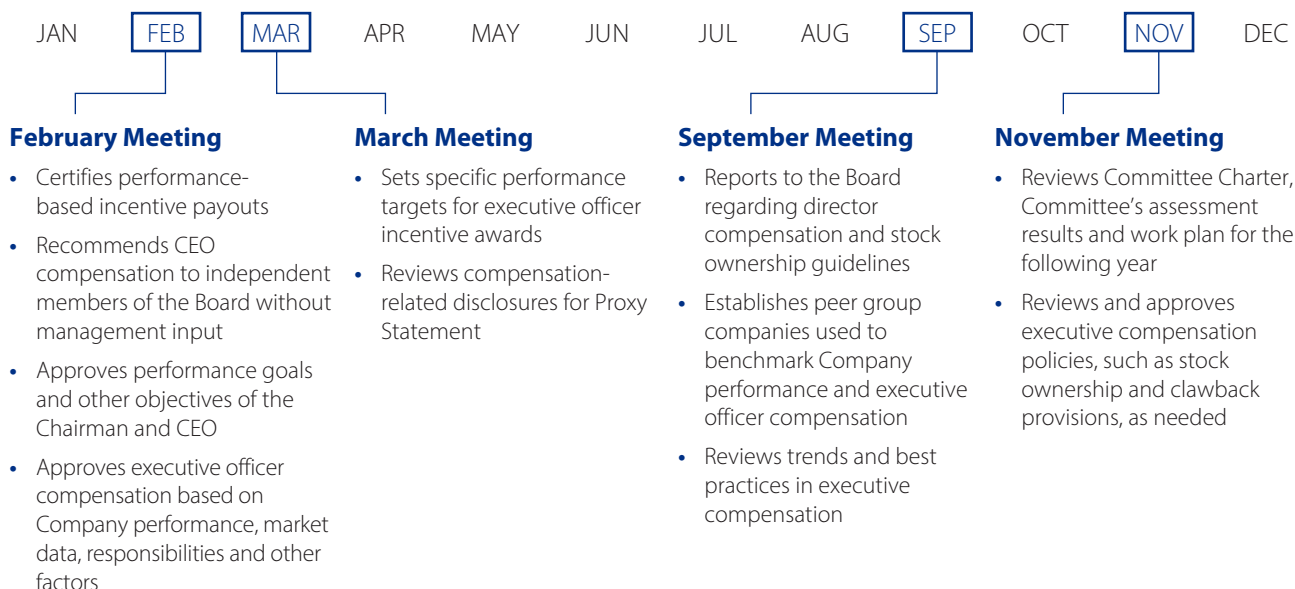 JAN FEB MAR APR MAY JUN JUL AUG SEP OCT NOV DEC
February Meeting
• Certifies performance-
based incentive payouts
• Recommends CEO
compensation to independent
members of the Board without
management input
• Approves performance goals
and other objectives of the
Chairman and CEO
• Approves executive officer
compensation based on
Company performance, market
data, responsibilities and other
factors
March Meeting
• Sets specific performance
targets for executive officer
incentive awards
• Reviews compensation-
related disclosures for Proxy
Statement
September Meeting
• Reports to the Board
regarding director
compensation and stock
ownership guidelines
• Establishes peer group
companies used to
benchmark Company
performance and executive
officer compensation
• Reviews trends and best
practices in executive
compensation
November Meeting
• Reviews Committee Charter,
Committee's assessment
results and work plan for the
following year
• Reviews and approves
executive compensation
policies, such as stock
ownership and clawback
provisions, as needed